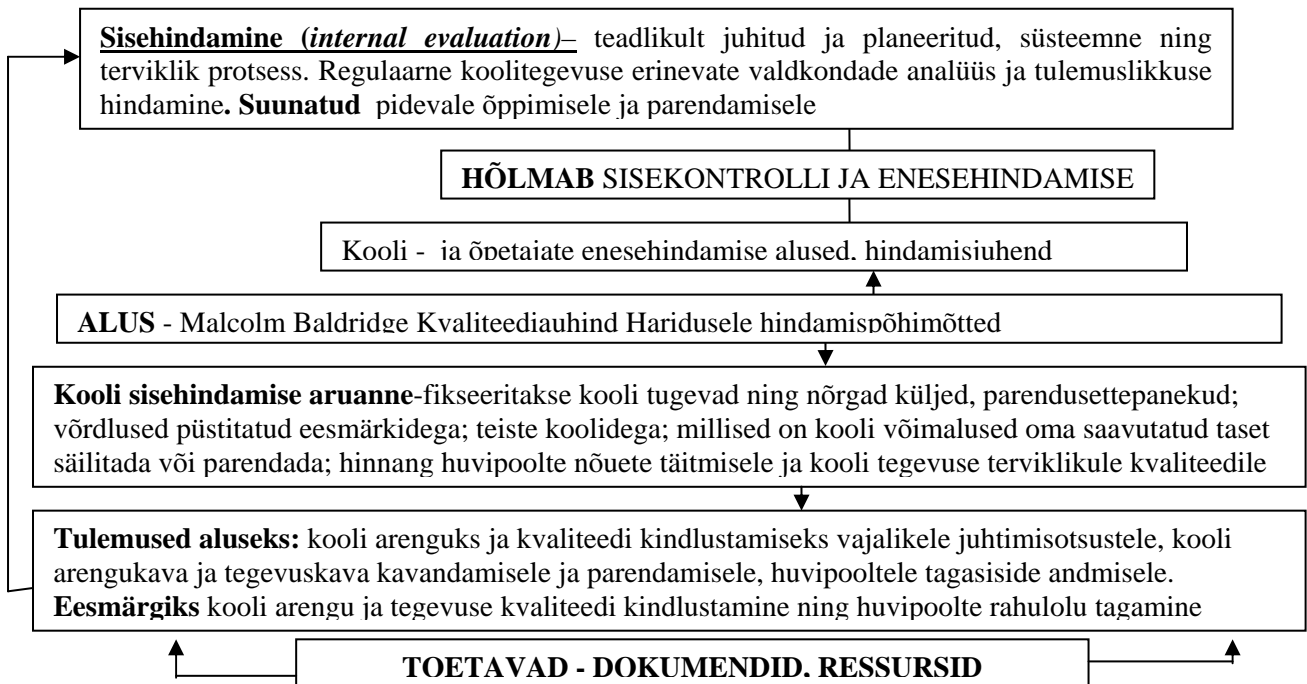 Sisehindamine (internal evaluation)– teadlikult juhitud ja planeeritud, süsteemne ning
terviklik protsess. Regulaarne koolitegevuse erinevate valdkondade analüüs ja tulemuslikkuse
hindamine. Suunatud pidevale õppimisele ja parendamisele
HÕLMAB SISEKONTROLLI JA ENESEHINDAMISE
Kooli - ja õpetajate enesehindamise alused, hindamisjuhend
ALUS - Malcolm Baldridge Kvaliteediauhind Haridusele hindamispõhimõtted
Kooli sisehindamise aruanne-fikseeritakse kooli tugevad ning nõrgad küljed, parendusettepanekud;
võrdlused püstitatud eesmärkidega; teiste koolidega; millised on kooli võimalused oma saavutatud taset
säilitada või parendada; hinnang huvipoolte nõuete täitmisele ja kooli tegevuse terviklikule kvaliteedile
Tulemused aluseks: kooli arenguks ja kvaliteedi kindlustamiseks vajalikele juhtimisotsustele, kooli
arengukava ja tegevuskava kavandamisele ja parendamisele, huvipooltele tagasiside andmisele.
Eesmärgiks kooli arengu ja tegevuse kvaliteedi kindlustamine ning huvipoolte rahulolu tagamine
TOETAVAD - DOKUMENDID, RESSURSID